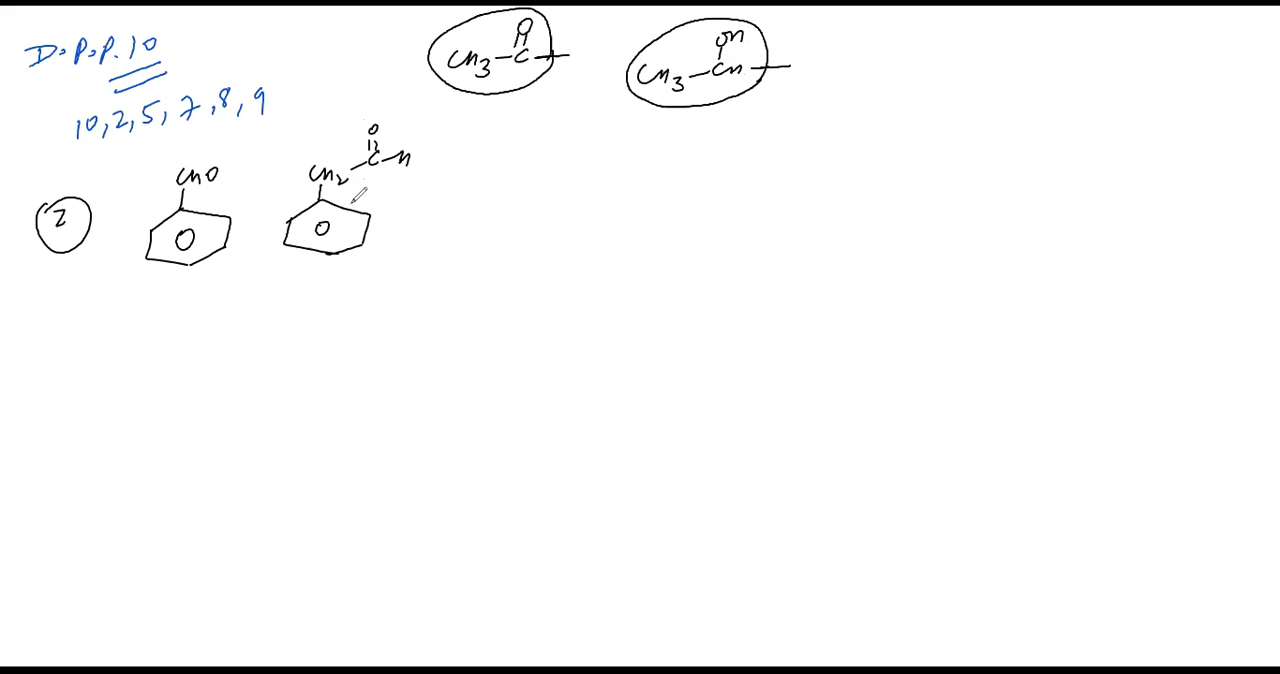 D.P.P. 10
10, 2, 5, 7, 8, 9
O
CH3-C-
OH
CH3-CH-
O
CHO
CH2-C-H
2
O
O